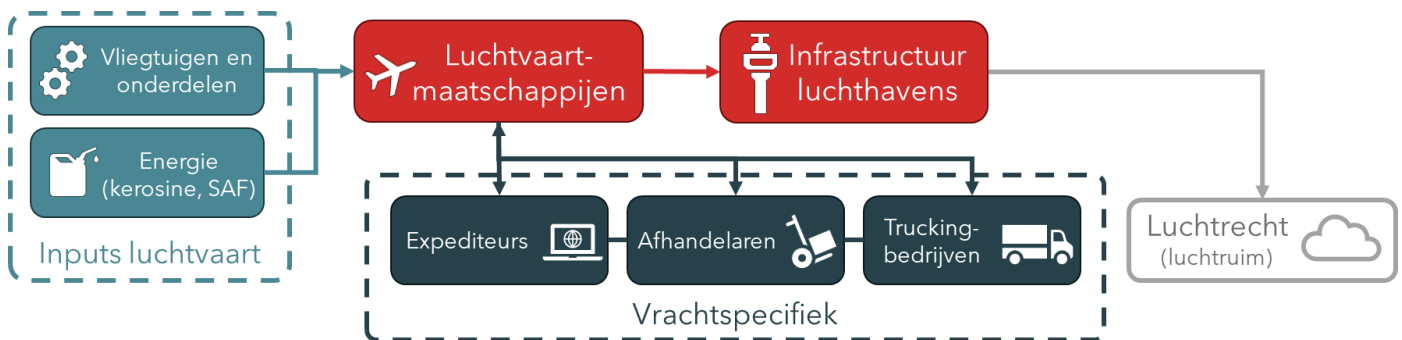 Vliegtuigen en
onderdelen
Energie
(kerosine, SAF)
Inputs luchtvaart
Luchtvaart-
maatschappijen
Infrastructuur
luchthavens
Expediteurs
Afhandelaren
Trucking-
bedrijven
Vrachtspecifiek
Luchtrecht
(luchtruim)